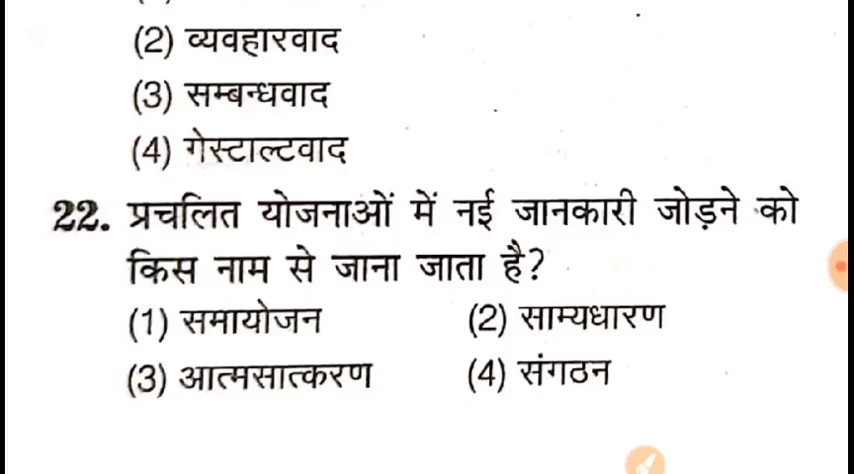 (2) व्यवहारवाद
(3) सम्बन्धवाद
(4) गेस्टाल्टवाद
22. प्रचलित योजनाओं में नई जानकारी जोड़ने को
किस नाम से जाना जाता है?
(1) समायोजन (2) साम्यधारण
(3) आत्मसात्करण (4) संगठन